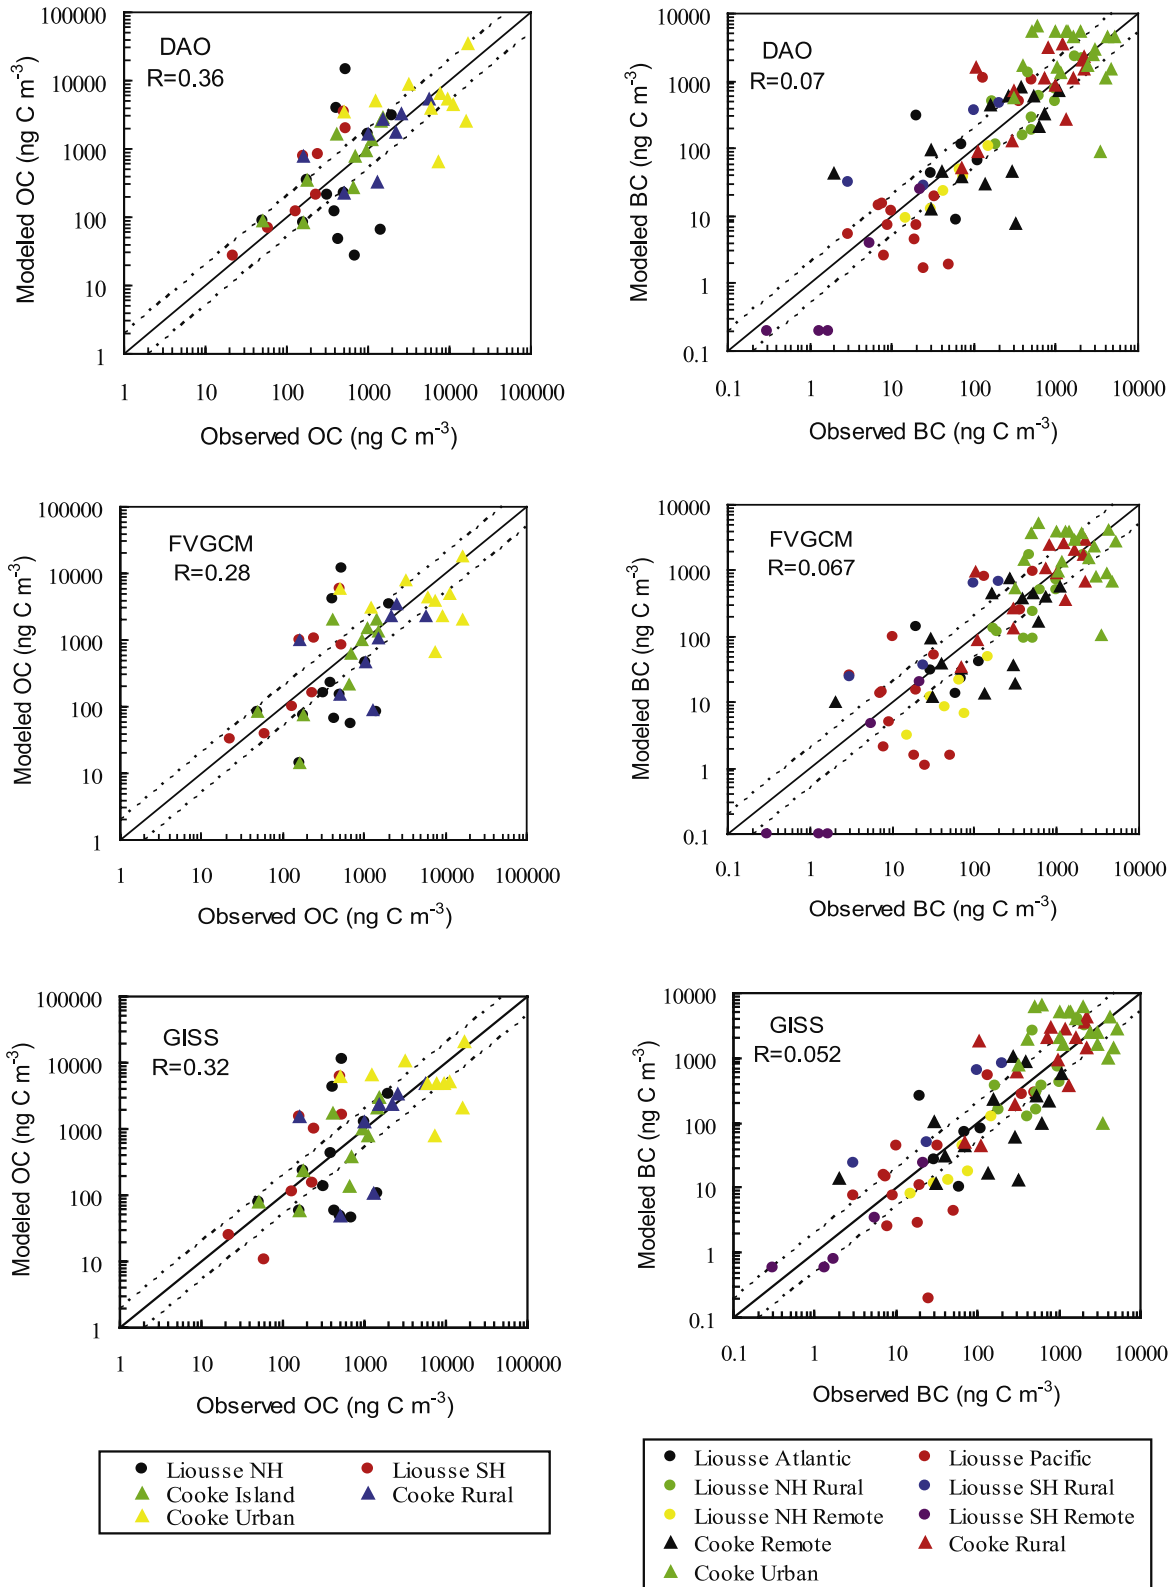 100000
10000
1000
100
10
1
Modeled OC (ng C m-3)
DAO
R=0.36
1 10 100 1000 10000 100000
Observed OC (ng C m-3)
10000
1000
100
10
1
0.1
Modeled BC (ng C m-3)
DAO
R=0.07
0.1 1 10 100 1000 10000
Observed BC (ng C m-3)
100000
10000
1000
100
10
1
Modeled OC (ng C m-3)
FVGCM
R=0.28
1 10 100 1000 10000 100000
Observed OC (ng C m-3)
10000
1000
100
10
1
0.1
Modeled BC (ng C m-3)
FVGCM
R=0.067
0.1 1 10 100 1000 10000
Observed BC (ng C m-3)
100000
10000
1000
100
10
1
Modeled OC (ng C m-3)
GISS
R=0.32
1 10 100 1000 10000 100000
Observed OC (ng C m-3)
10000
1000
100
10
1
0.1
Modeled BC (ng C m-3)
GISS
R=0.052
0.1 1 10 100 1000 10000
Observed BC (ng C m-3)
Liousse NH Liousse SH
Cooke Island Cooke Rural
Cooke Urban
Liousse Atlantic Liousse Pacific
Liousse NH Rural Liousse SH Rural
Liousse NH Remote Liousse SH Remote
Cooke Remote Cooke Rural
Cooke Urban